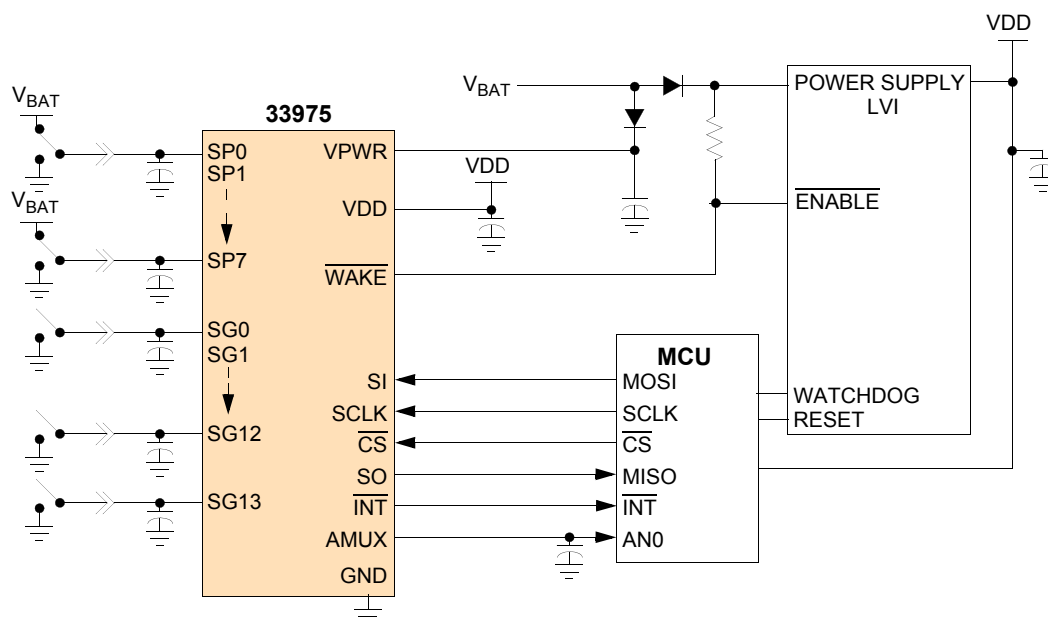 VDD
VBAT
POWER SUPPLY
LVI
ENABLE
WATCHDOG
RESET
VBAT
VBAT
33975
SP0
SP1
SP7
SG0
SG1
SG12
SG13
VPWR
VDD
VDD
WAKE
SI
SCLK
CS
SO
INT
AMUX
GND
MCU
MOSI
SCLK
CS
MISO
INT
AN0